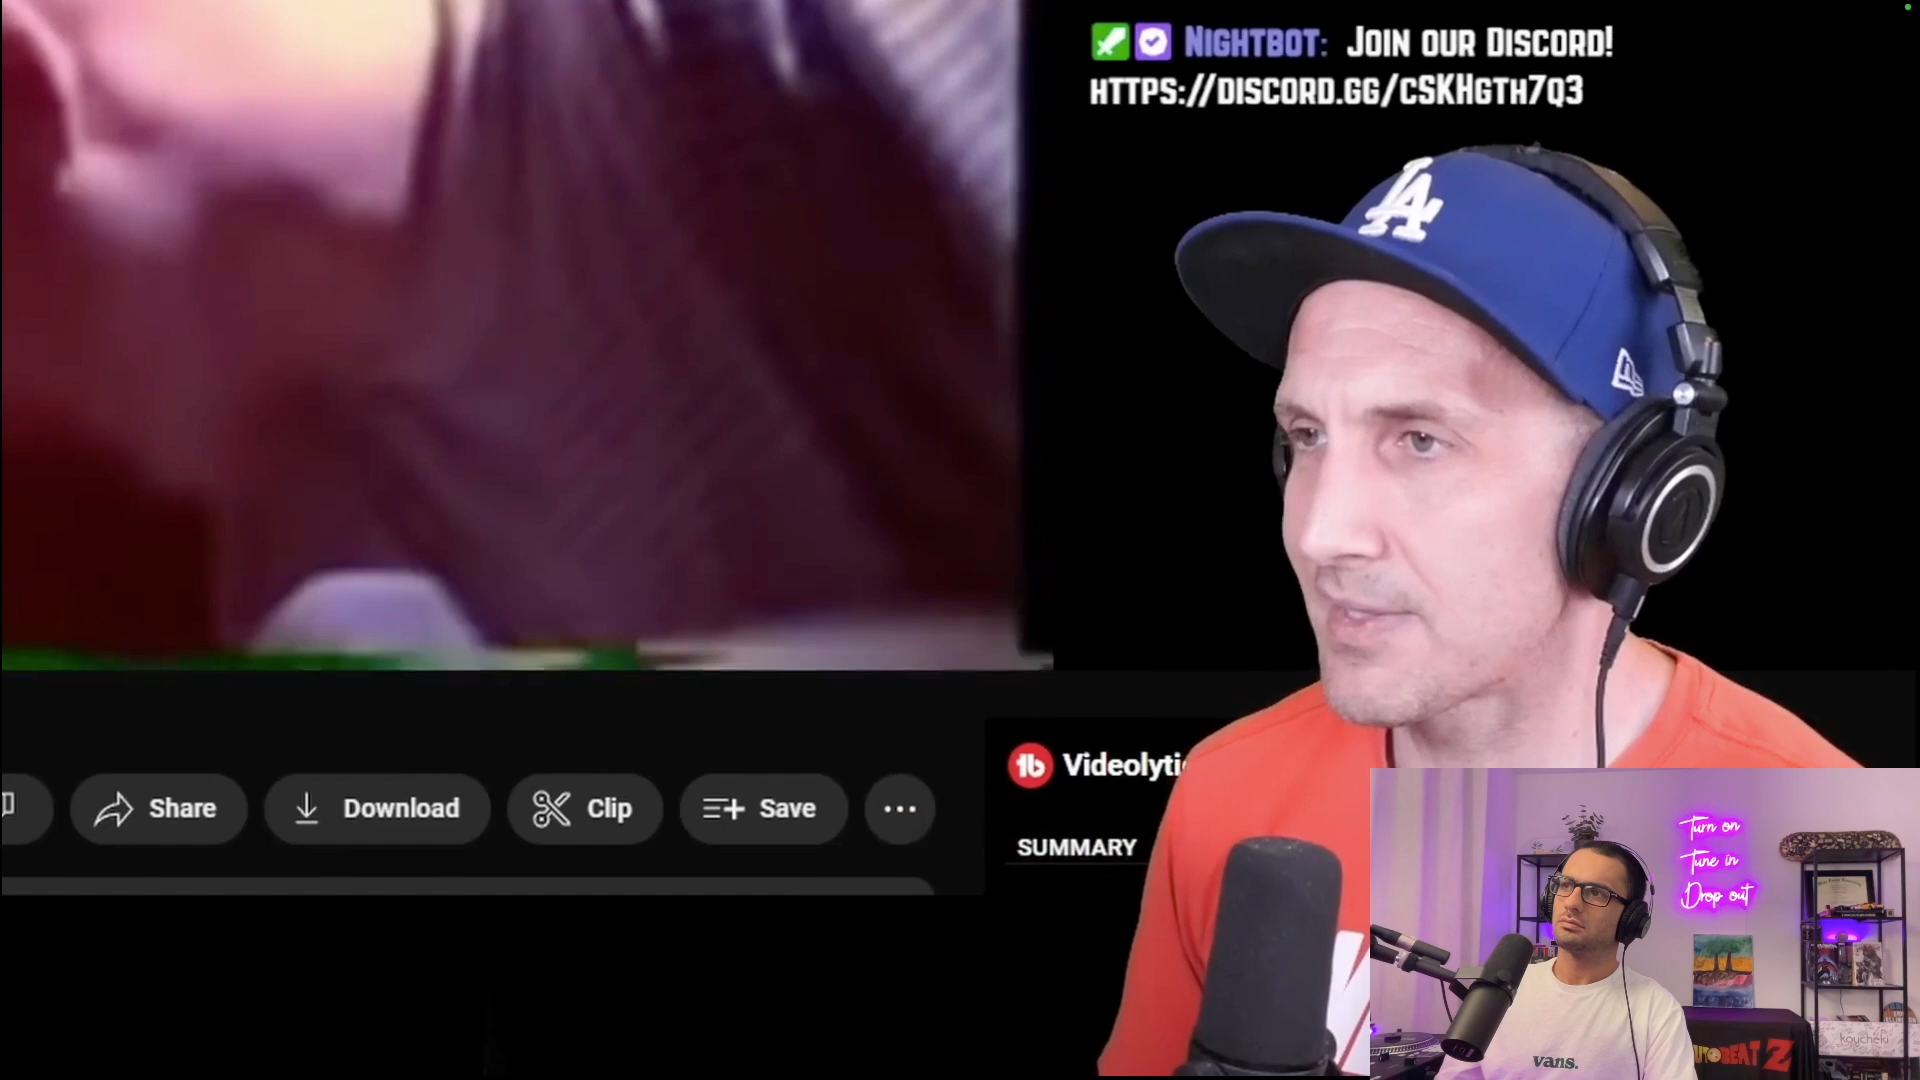 NIGHTBOT: JOIN OUR DISCORD!
HTTPS://DISCORD.GG/CSKHGTH7Q3
LA
Share
Download
Clip
Save
Videolyti
SUMMARY
Turn on
Tune in
Drop out
vans.
koucheki